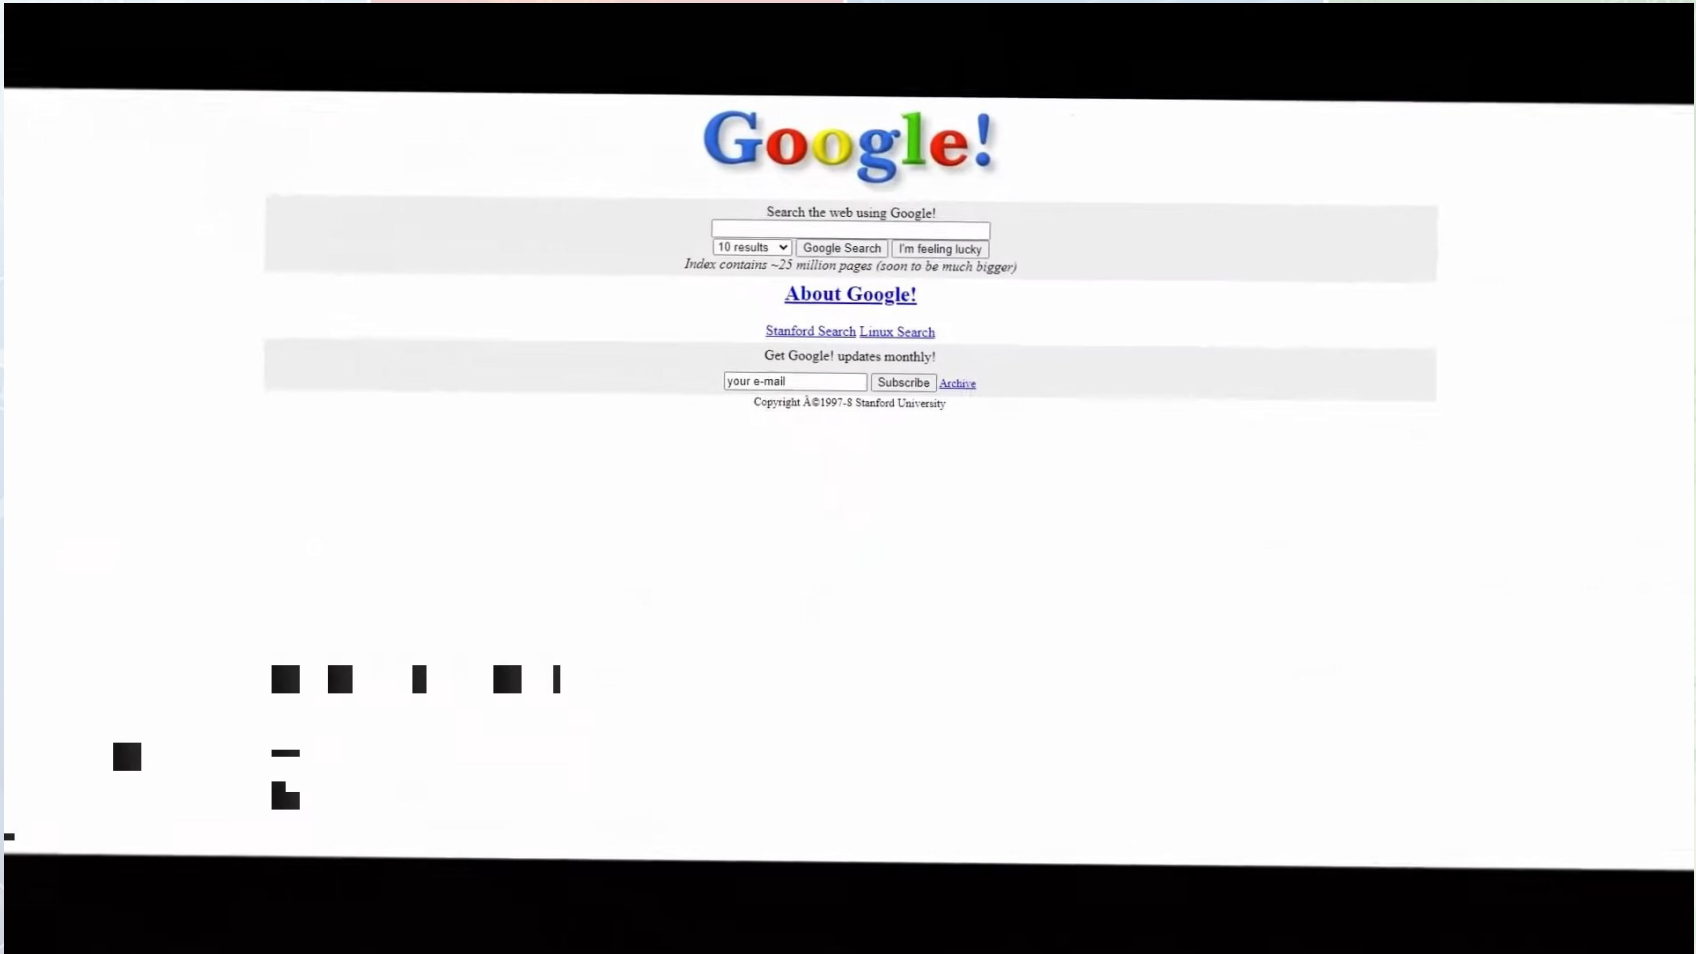 Google!
Search the web using Google!
10 results Google Search I'm feeling lucky
Index contains ~25 million pages (soon to be much bigger)
About Google!
Stanford Search Linux Search
Get Google! updates monthly!
your e-mail Subscribe Archive
Copyright Â©1997-8 Stanford University